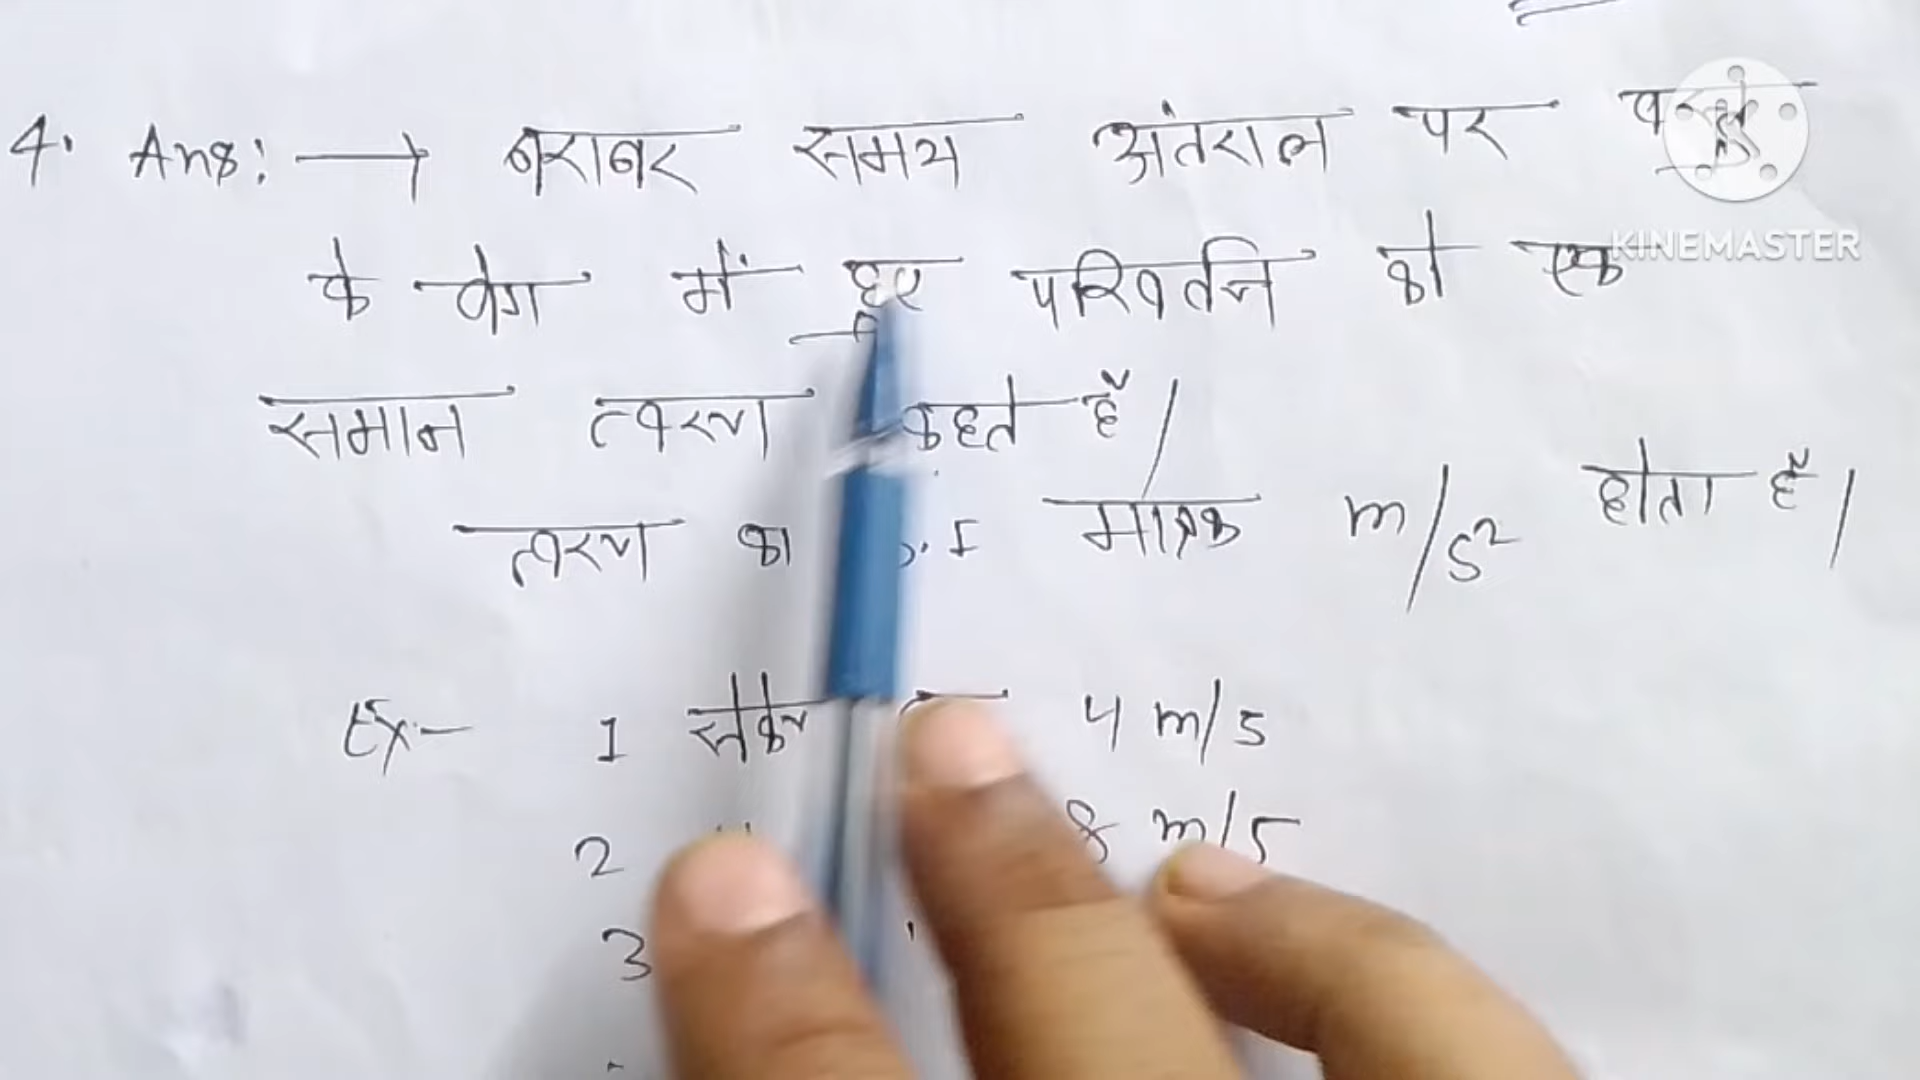 4. Ans: → बराबर समय अंतराल पर
के वेग में हुए परिवर्तन को एक
समान त्वरण कहते हैं।
त्वरण का .I मात्रक m/s² होता है।
Ex:- 1 4 m/s
2 8 m/s
3
KINEMASTER